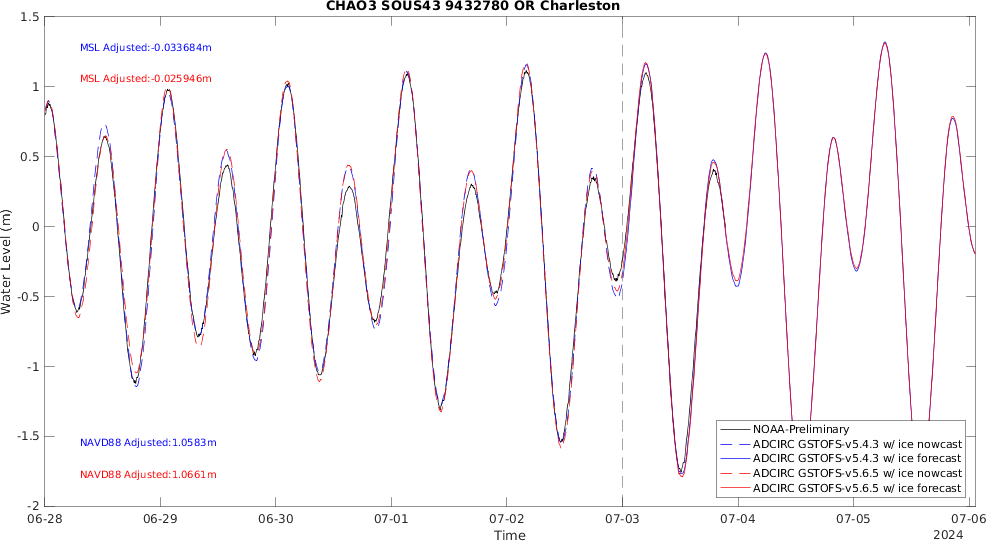 CHAO3 SOUS43 9432780 OR Charleston
1.5
1
0.5
0
-0.5
-1
-1.5
-2
Water Level (m)
MSL Adjusted:-0.033684m
MSL Adjusted:-0.025946m
NAVD88 Adjusted:1.0583m
NAVD88 Adjusted:1.0661m
NOAA-Preliminary
ADCIRC GSTOFS-v5.4.3 w/ ice nowcast
ADCIRC GSTOFS-v5.4.3 w/ ice forecast
ADCIRC GSTOFS-v5.6.5 w/ ice nowcast
ADCIRC GSTOFS-v5.6.5 w/ ice forecast
06-28 06-29 06-30 07-01 07-02 07-03 07-04 07-05 07-06
Time
2024